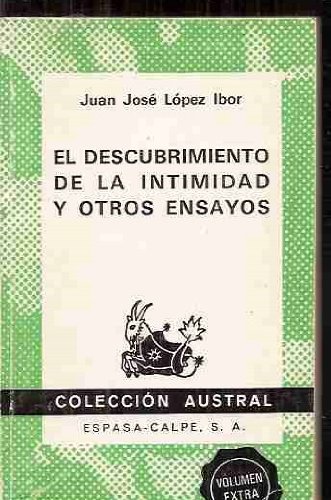 Juan José López Ibor
EL DESCUBRIMIENTO
DE LA INTIMIDAD
Y OTROS ENSAYOS
COLECCIÓN AUSTRAL
ESPASA-CALPE, S. A.
VOLUMEN
EXTRA